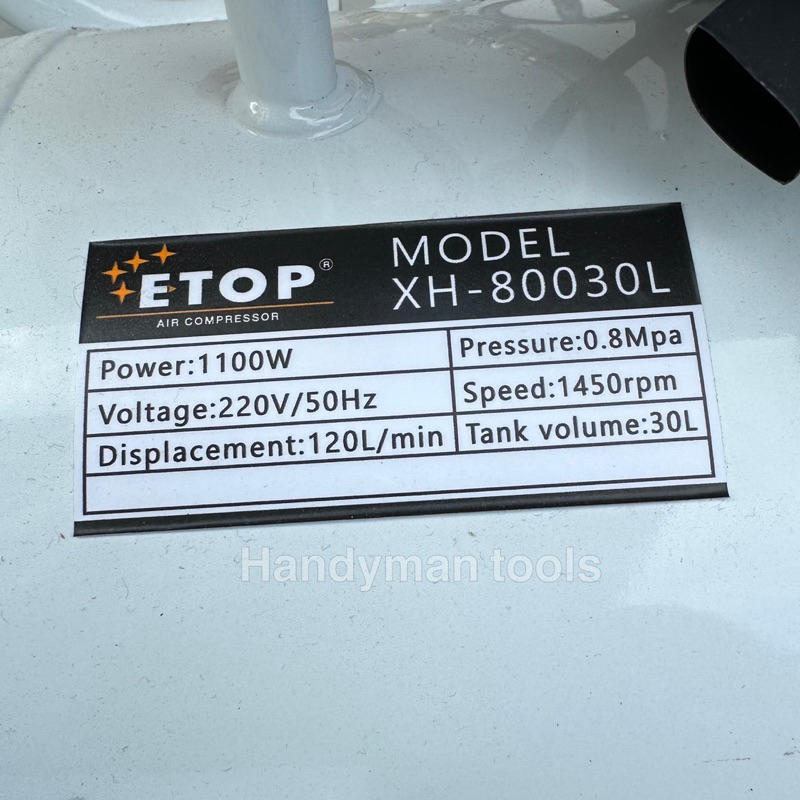 ETOP®
AIR COMPRESSOR
MODEL
XH-80030L
Power:1100W
Pressure:0.8Mpa
Voltage:220V/50Hz
Speed:1450rpm
Displacement:120L/min
Tank volume:30L
Handyman tools